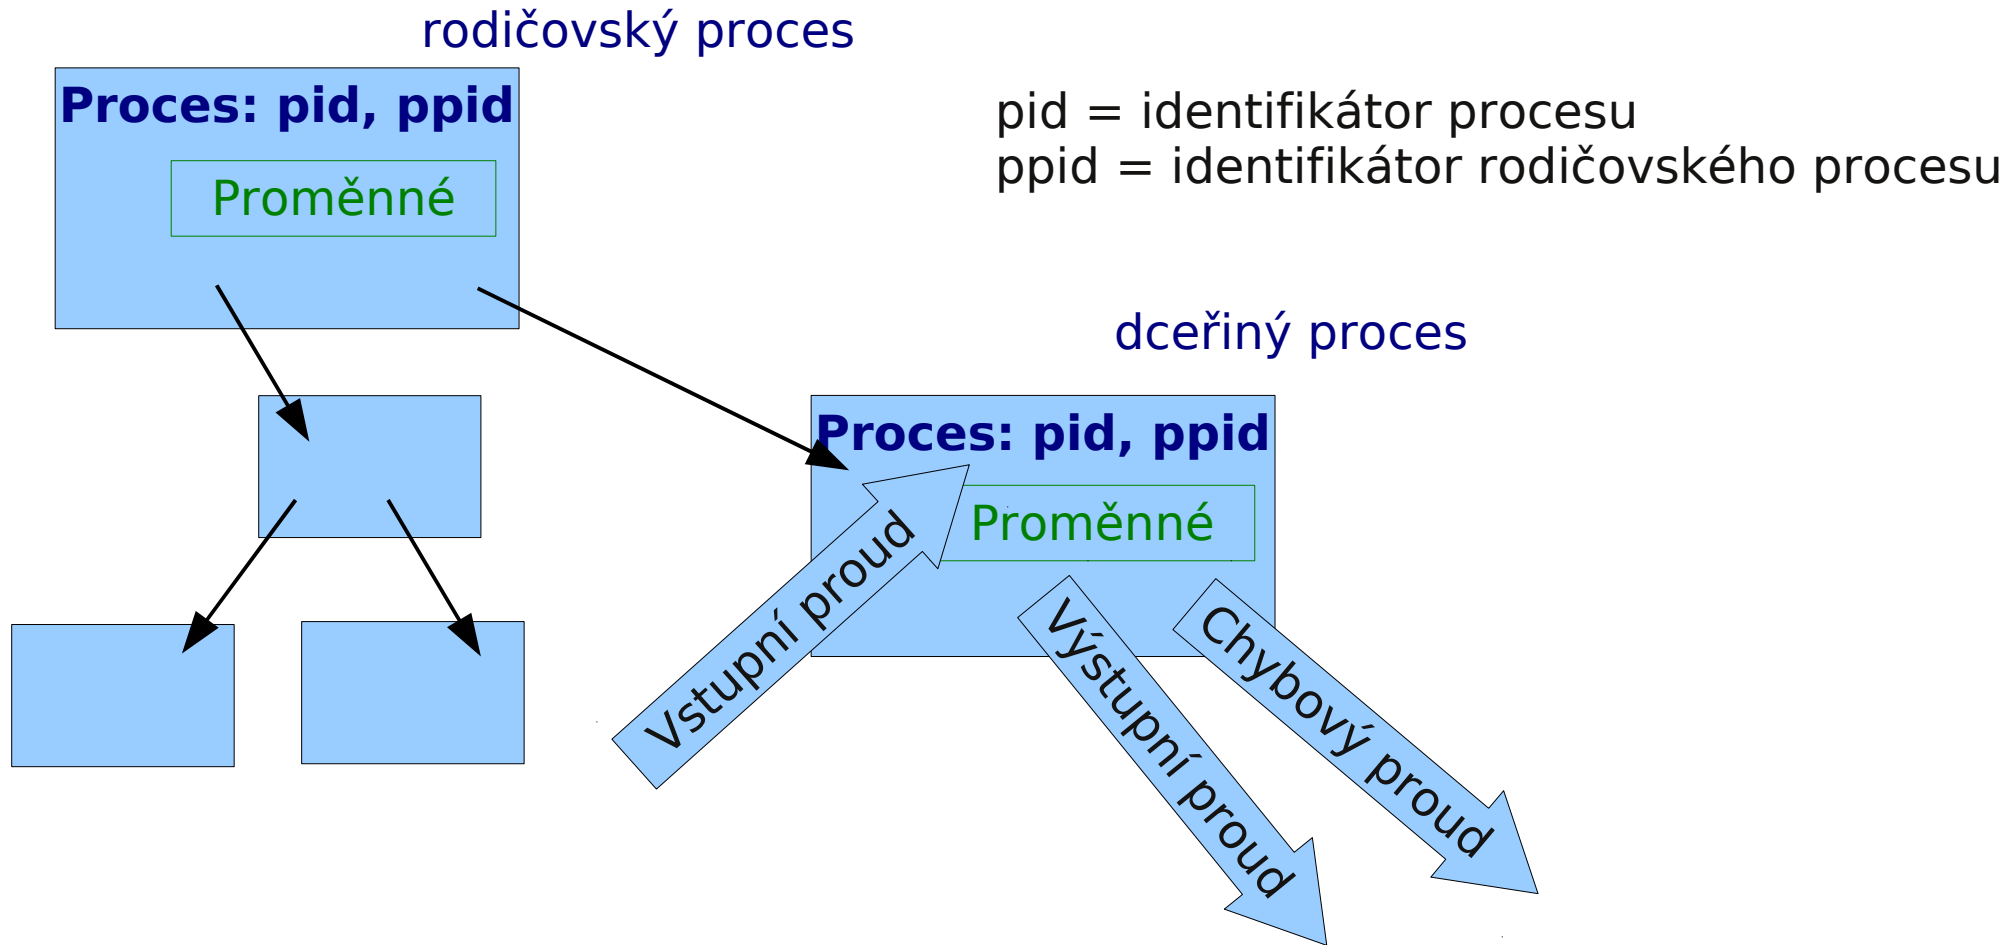 rodičovský proces
Proces: pid, ppid
Proměnné
pid = identifikátor procesu
ppid = identifikátor rodičovského procesu
dceřiný proces
Proces: pid, ppid
Proměnné
Vstupní proud
Výstupní proud
Chybový proud